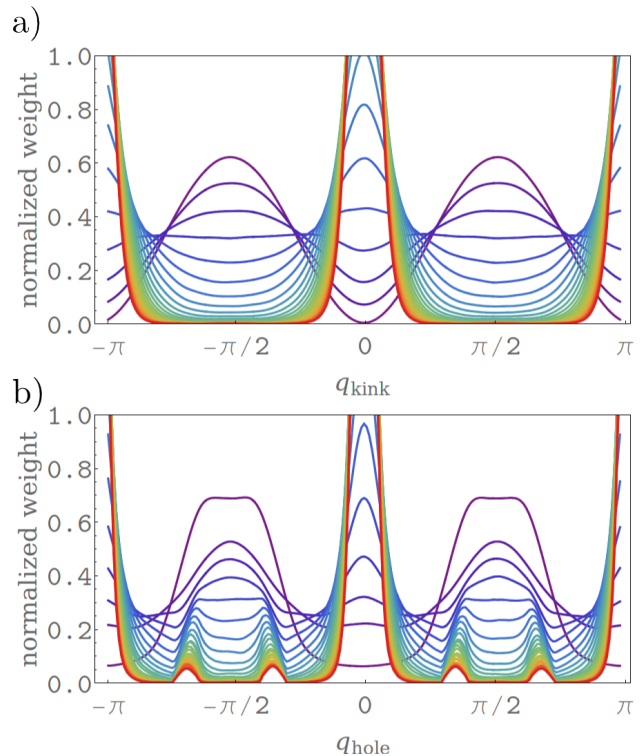 a)
normalized weight
1.0
0.8
0.6
0.4
0.2
0.0
−π
−π/2
0
π/2
π
q_kink
b)
normalized weight
1.0
0.8
0.6
0.4
0.2
0.0
−π
−π/2
0
π/2
π
q_hole